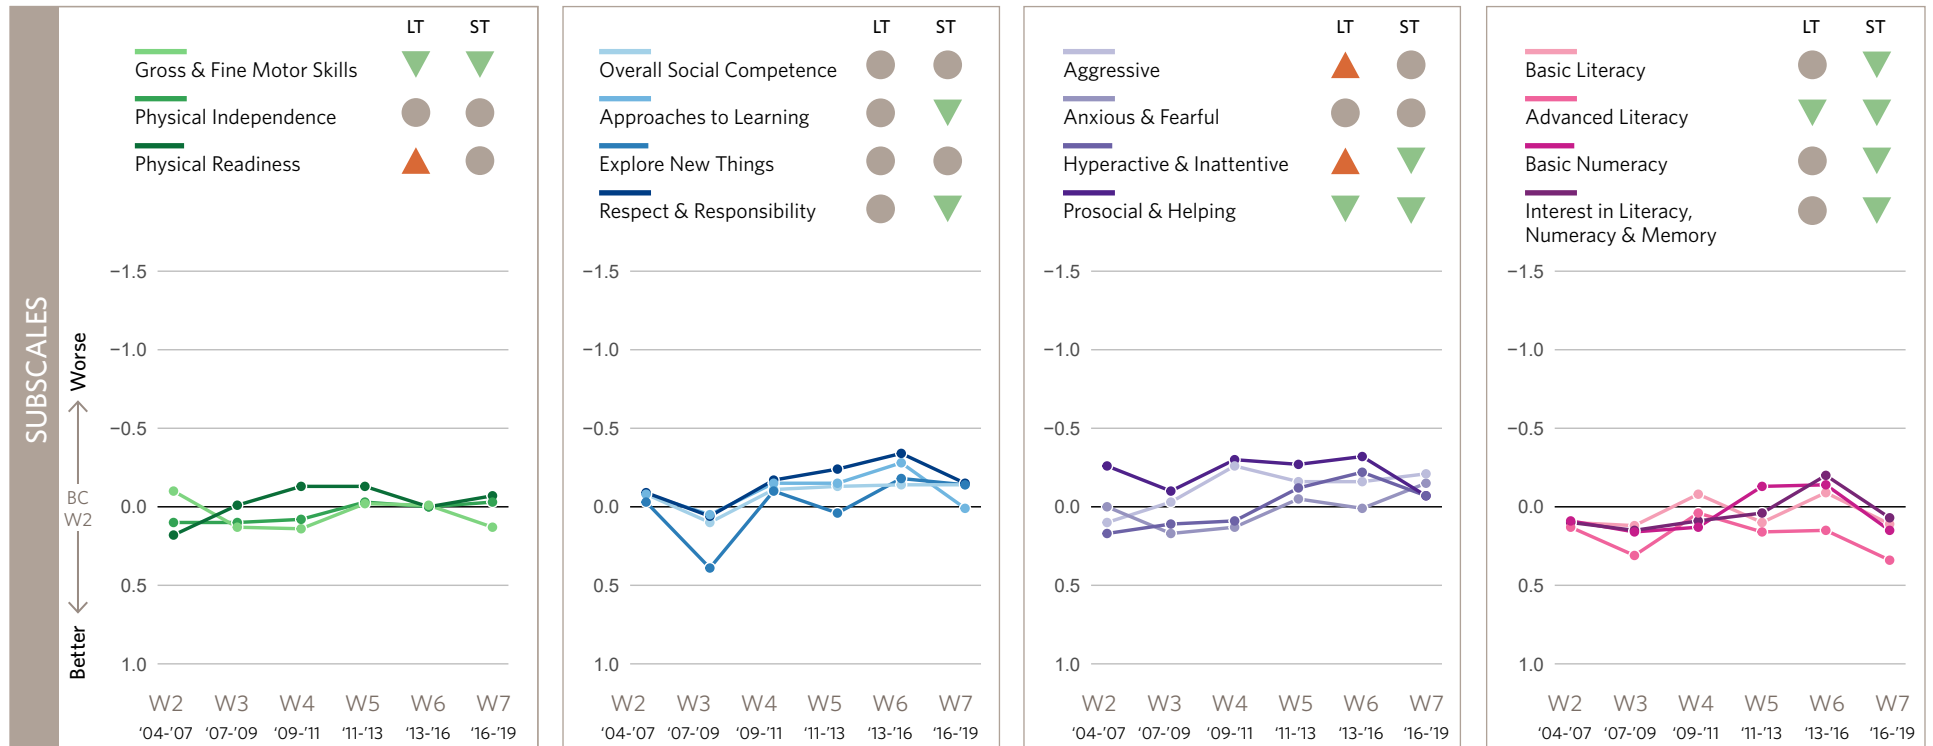 SUBSCALES
Worse
BC
W2
Better
LT ST
Gross & Fine Motor Skills
Physical Independence
Physical Readiness
−1.5
−1.0
−0.5
0.0
0.5
1.0
W2 W3 W4 W5 W6 W7
‘04-’07 ‘07-’09 ‘09-’11 ‘11-’13 ‘13-’16 ‘16-’19
LT ST
Overall Social Competence
Approaches to Learning
Explore New Things
Respect & Responsibility
−1.5
−1.0
−0.5
0.0
0.5
1.0
W2 W3 W4 W5 W6 W7
‘04-’07 ‘07-’09 ‘09-’11 ‘11-’13 ‘13-’16 ‘16-’19
LT ST
Aggressive
Anxious & Fearful
Hyperactive & Inattentive
Prosocial & Helping
−1.5
−1.0
−0.5
0.0
0.5
1.0
W2 W3 W4 W5 W6 W7
‘04-’07 ‘07-’09 ‘09-’11 ‘11-’13 ‘13-’16 ‘16-’19
LT ST
Basic Literacy
Advanced Literacy
Basic Numeracy
Interest in Literacy,
Numeracy & Memory
−1.5
−1.0
−0.5
0.0
0.5
1.0
W2 W3 W4 W5 W6 W7
‘04-’07 ‘07-’09 ‘09-’11 ‘11-’13 ‘13-’16 ‘16-’19